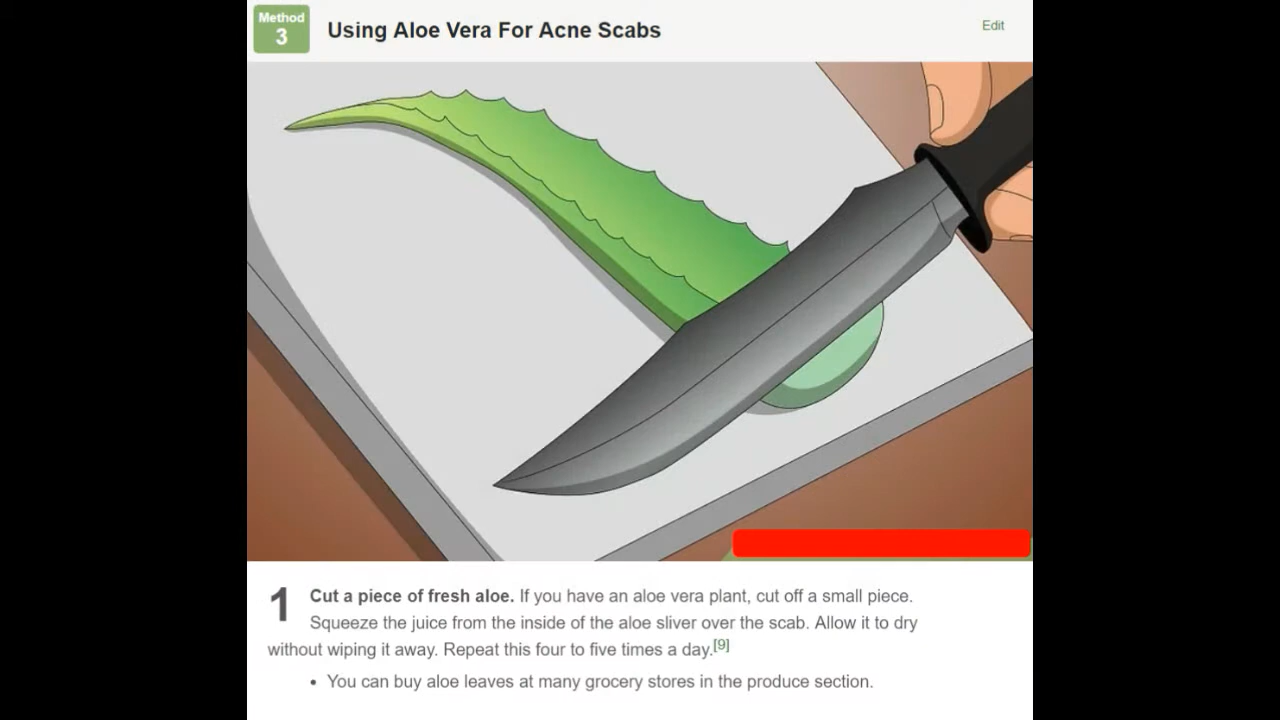 Method
3
Using Aloe Vera For Acne Scabs
Edit
1 Cut a piece of fresh aloe. If you have an aloe vera plant, cut off a small piece.
Squeeze the juice from the inside of the aloe sliver over the scab. Allow it to dry
without wiping it away. Repeat this four to five times a day.[9]
• You can buy aloe leaves at many grocery stores in the produce section.